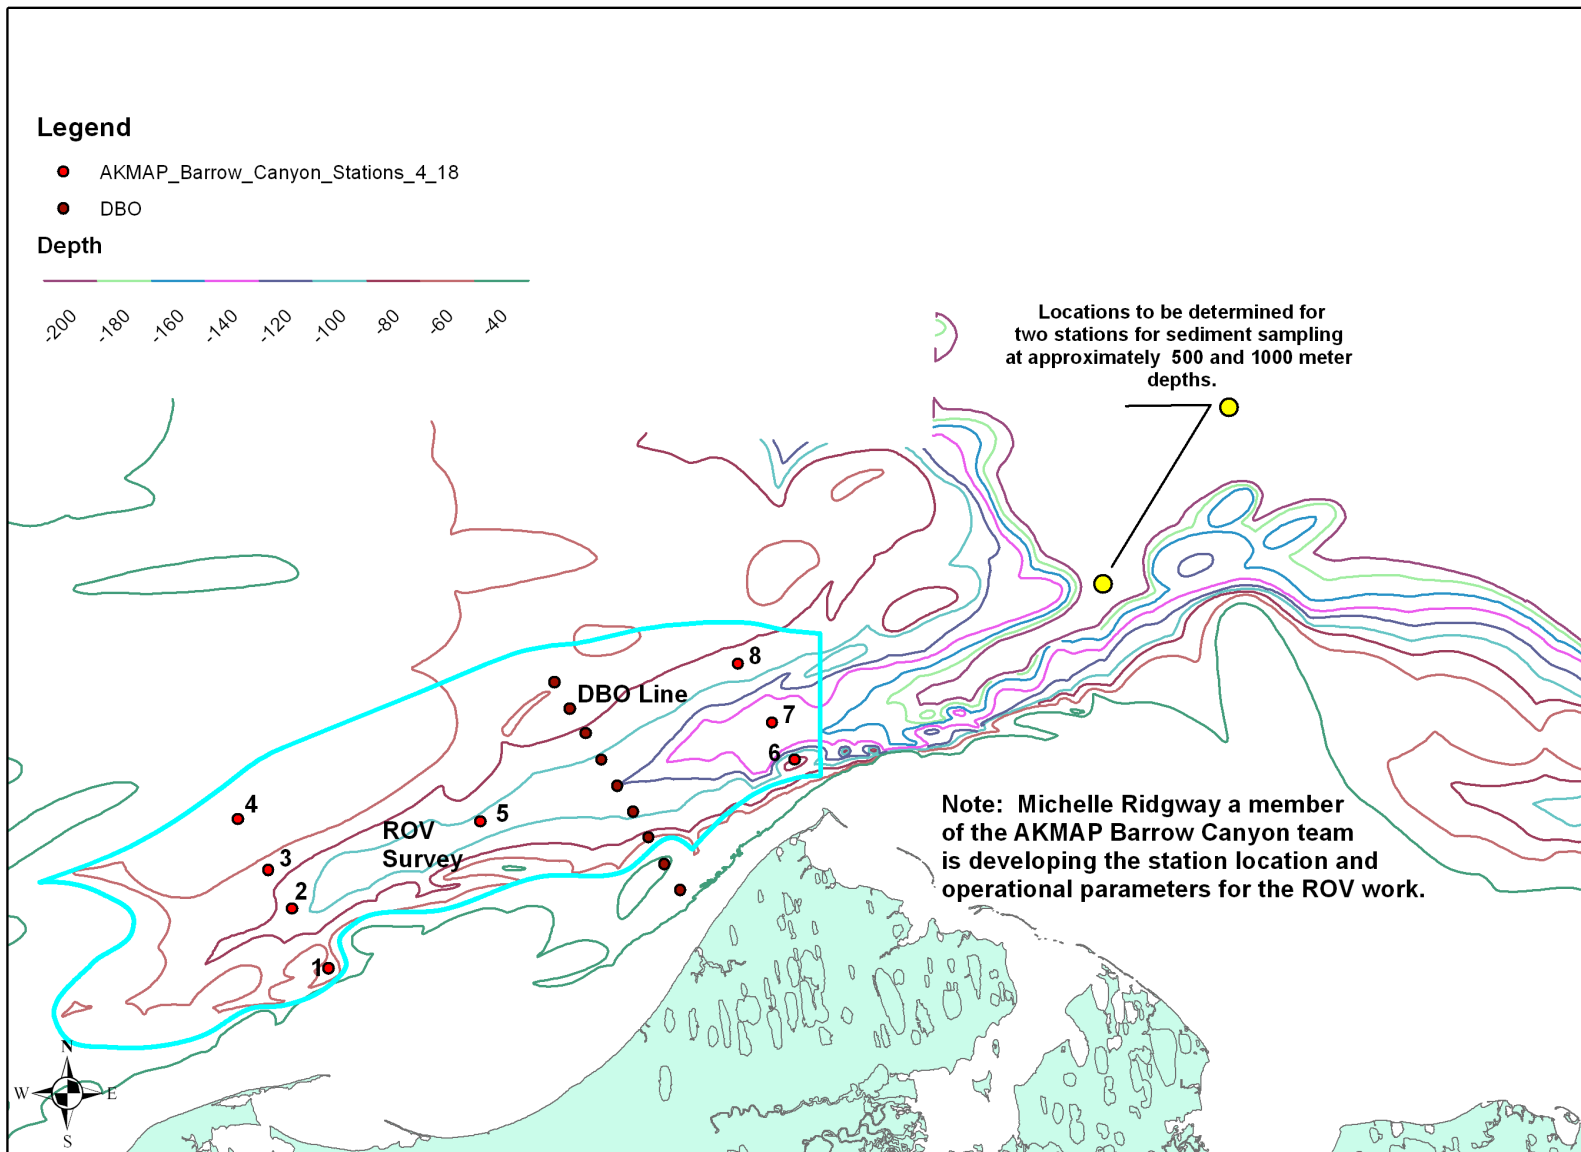 Legend
AKMAP_Barrow_Canyon_Stations_4_18
DBO
Depth
-200 -180 -160 -140 -120 -100 -80 -60 -40
Locations to be determined for
two stations for sediment sampling
at approximately 500 and 1000 meter
depths.
8
DBO Line
7
6
4
5
ROV
Survey
3
2
1
Note: Michelle Ridgway a member
of the AKMAP Barrow Canyon team
is developing the station location and
operational parameters for the ROV work.
N
W E
S